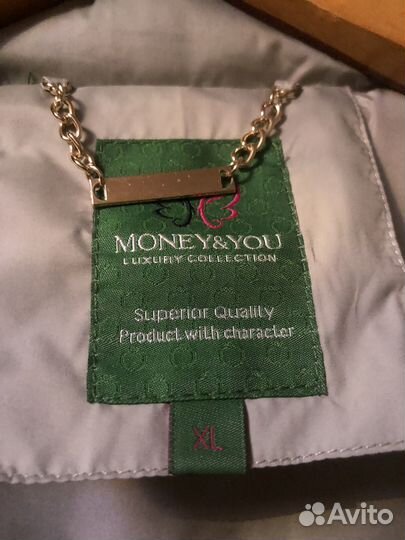 MONEY&YOU
LUXURY COLLECTION
Superior Quality
Product with character
XL
Avito